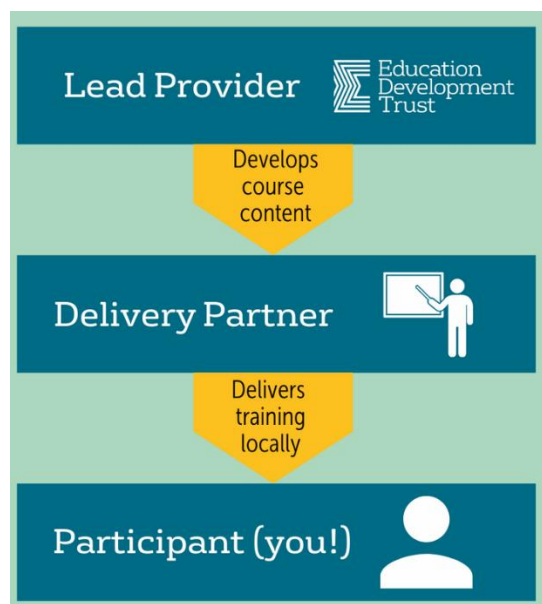 Lead Provider
Education
Development
Trust
Develops
course
content
Delivery Partner
Delivers
training
locally
Participant (you!)